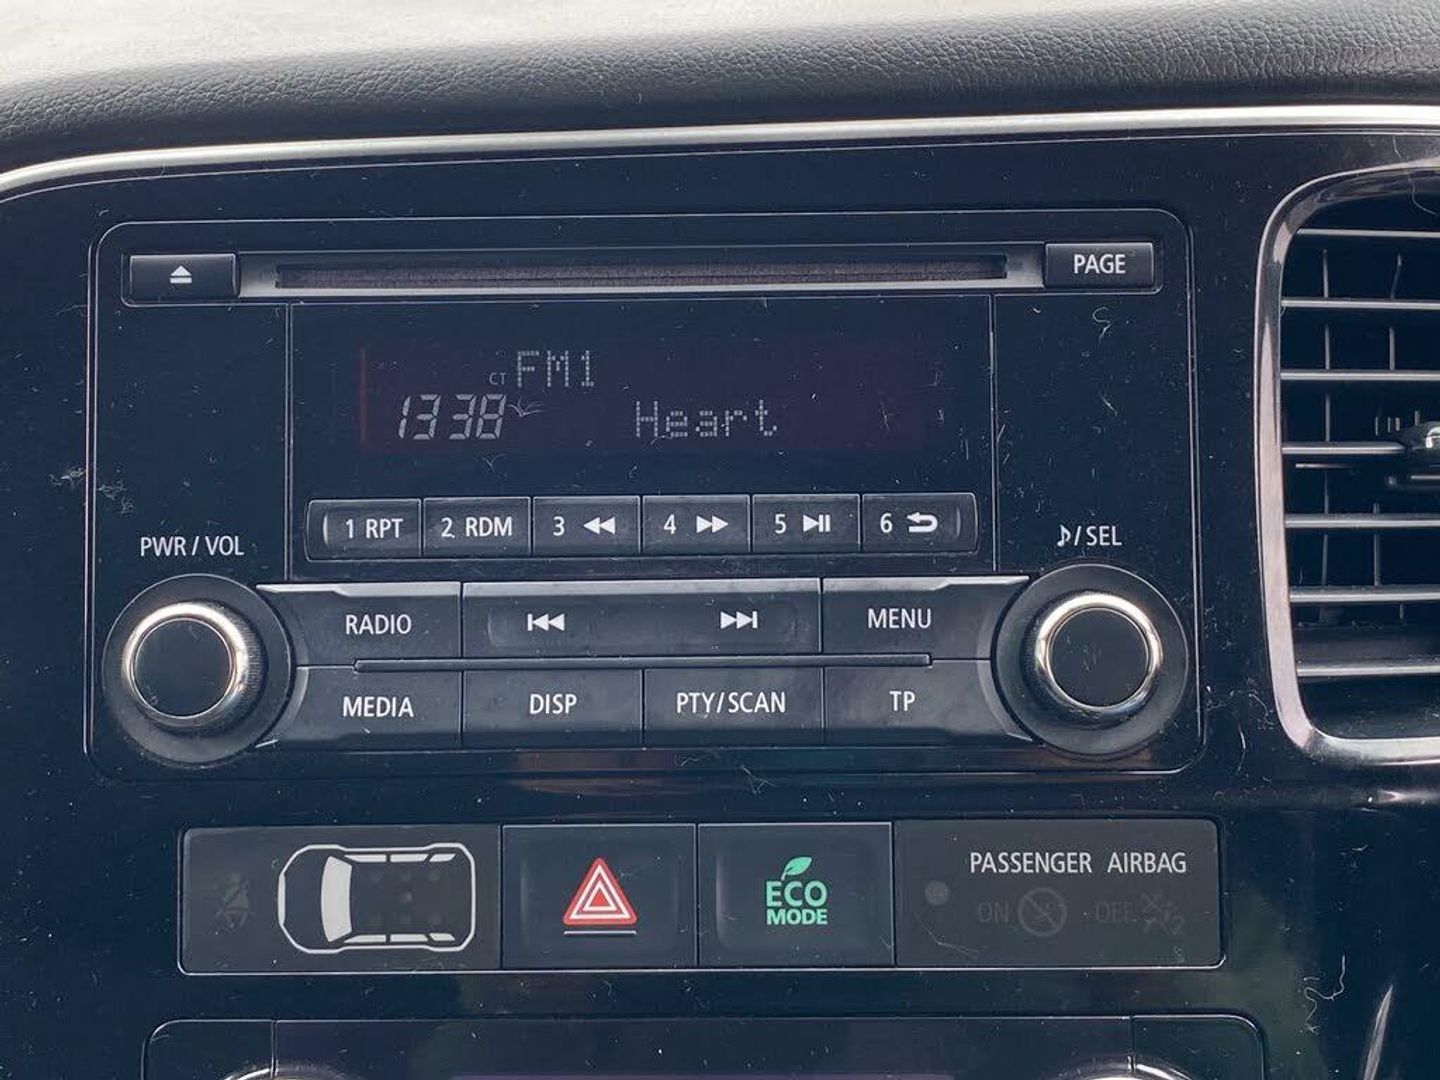 PAGE
CT FM1
1338 Heart
1 RPT 2 RDM 3 4 5 6
PWR / VOL
/ SEL
RADIO MENU
MEDIA DISP PTY/SCAN TP
ECO
MODE
PASSENGER AIRBAG
ON OFF